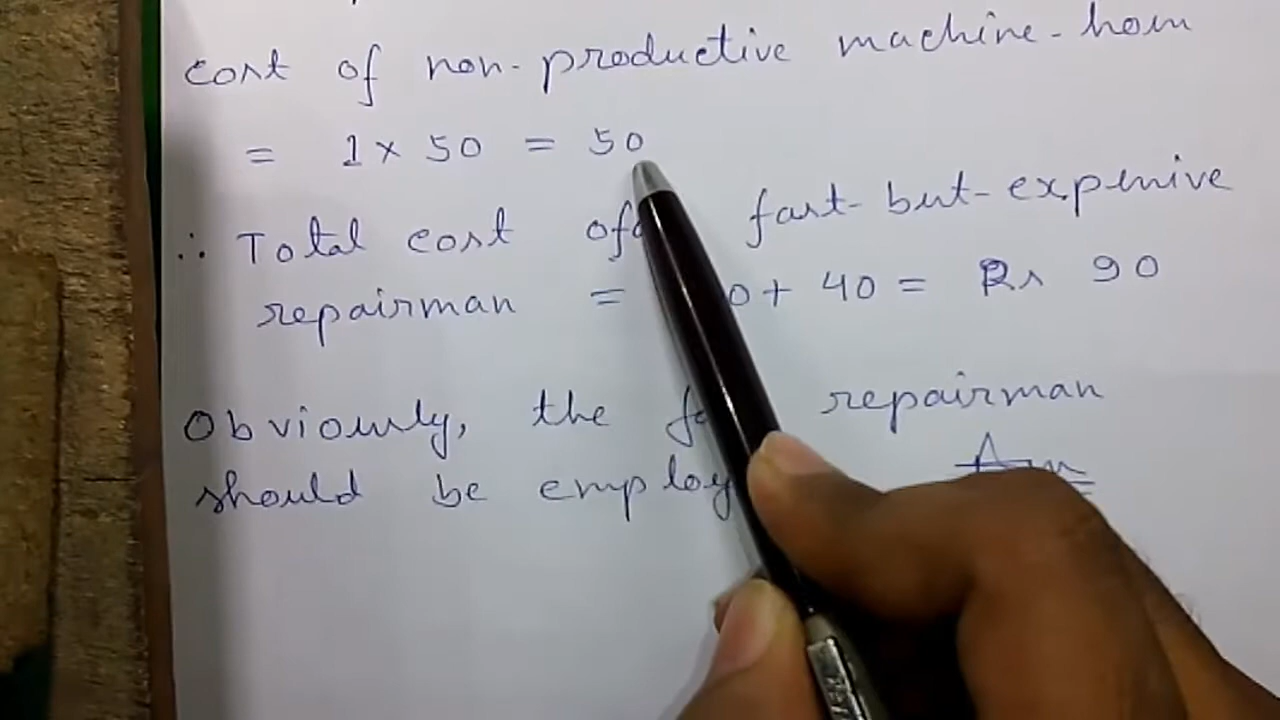 cost of non-productive machine-hour
= 1 × 50 = 50
∴ Total cost of fast-but-expensive
repairman = 0 + 40 = Rs 90
Obviously, the repairman
should be Ans